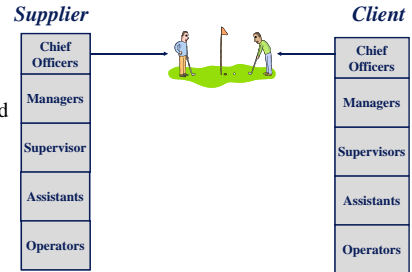 Supplier
Client
Chief
Officers
Managers
Supervisor
Assistants
Operators
Chief
Officers
Managers
Supervisors
Assistants
Operators